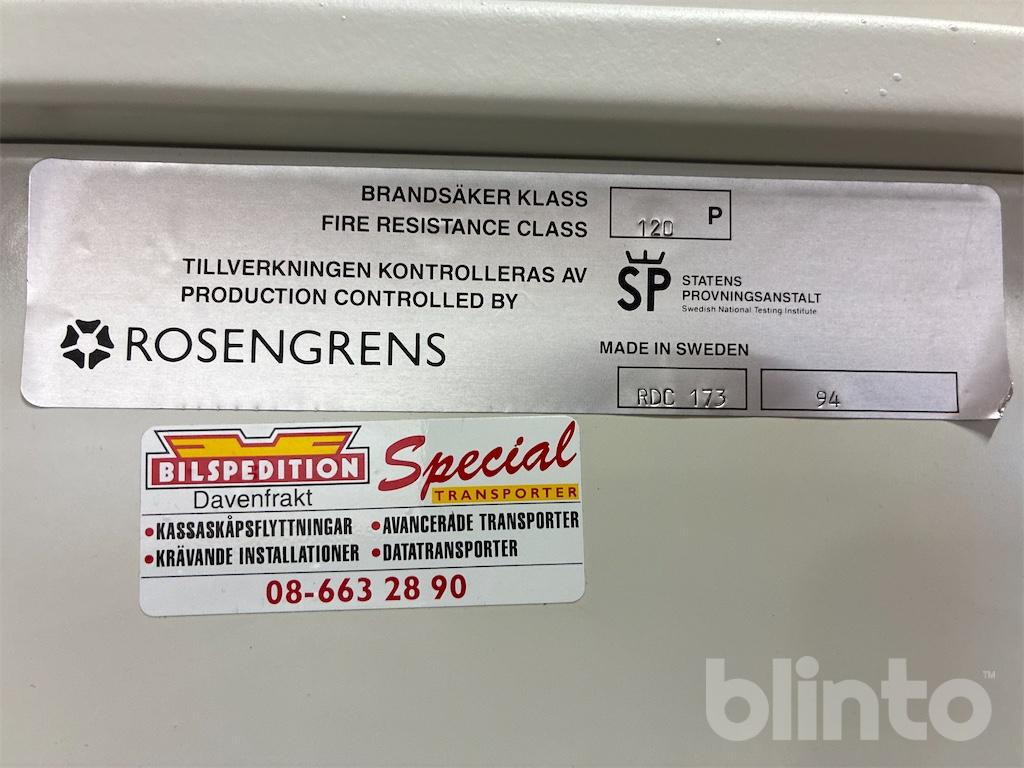 BRANDSÄKER KLASS
FIRE RESISTANCE CLASS
120 P
TILLVERKNINGEN KONTROLLERAS AV
PRODUCTION CONTROLLED BY
SP STATENS
PROVNINGSANSTALT
Swedish National Testing Institute
ROSENGRENS
MADE IN SWEDEN
RDC 173 94
BILSPEDITION
Davenfrakt
Special
TRANSPORTER
•KASSASKÅPSFLYTTNINGAR •AVANCERADE TRANSPORTER
•KRÄVANDE INSTALLATIONER •DATATRANSPORTER
08-663 28 90
blinto™